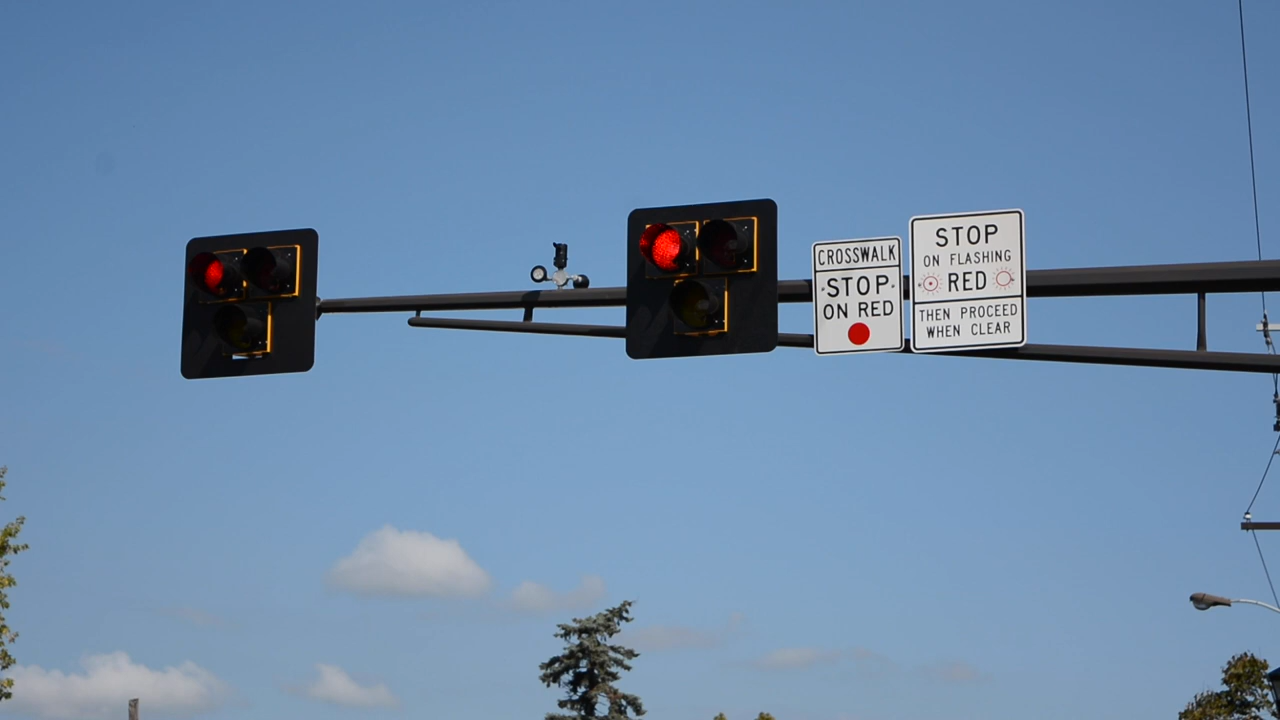 CROSSWALK
STOP
ON RED
STOP
ON FLASHING
RED
THEN PROCEED
WHEN CLEAR